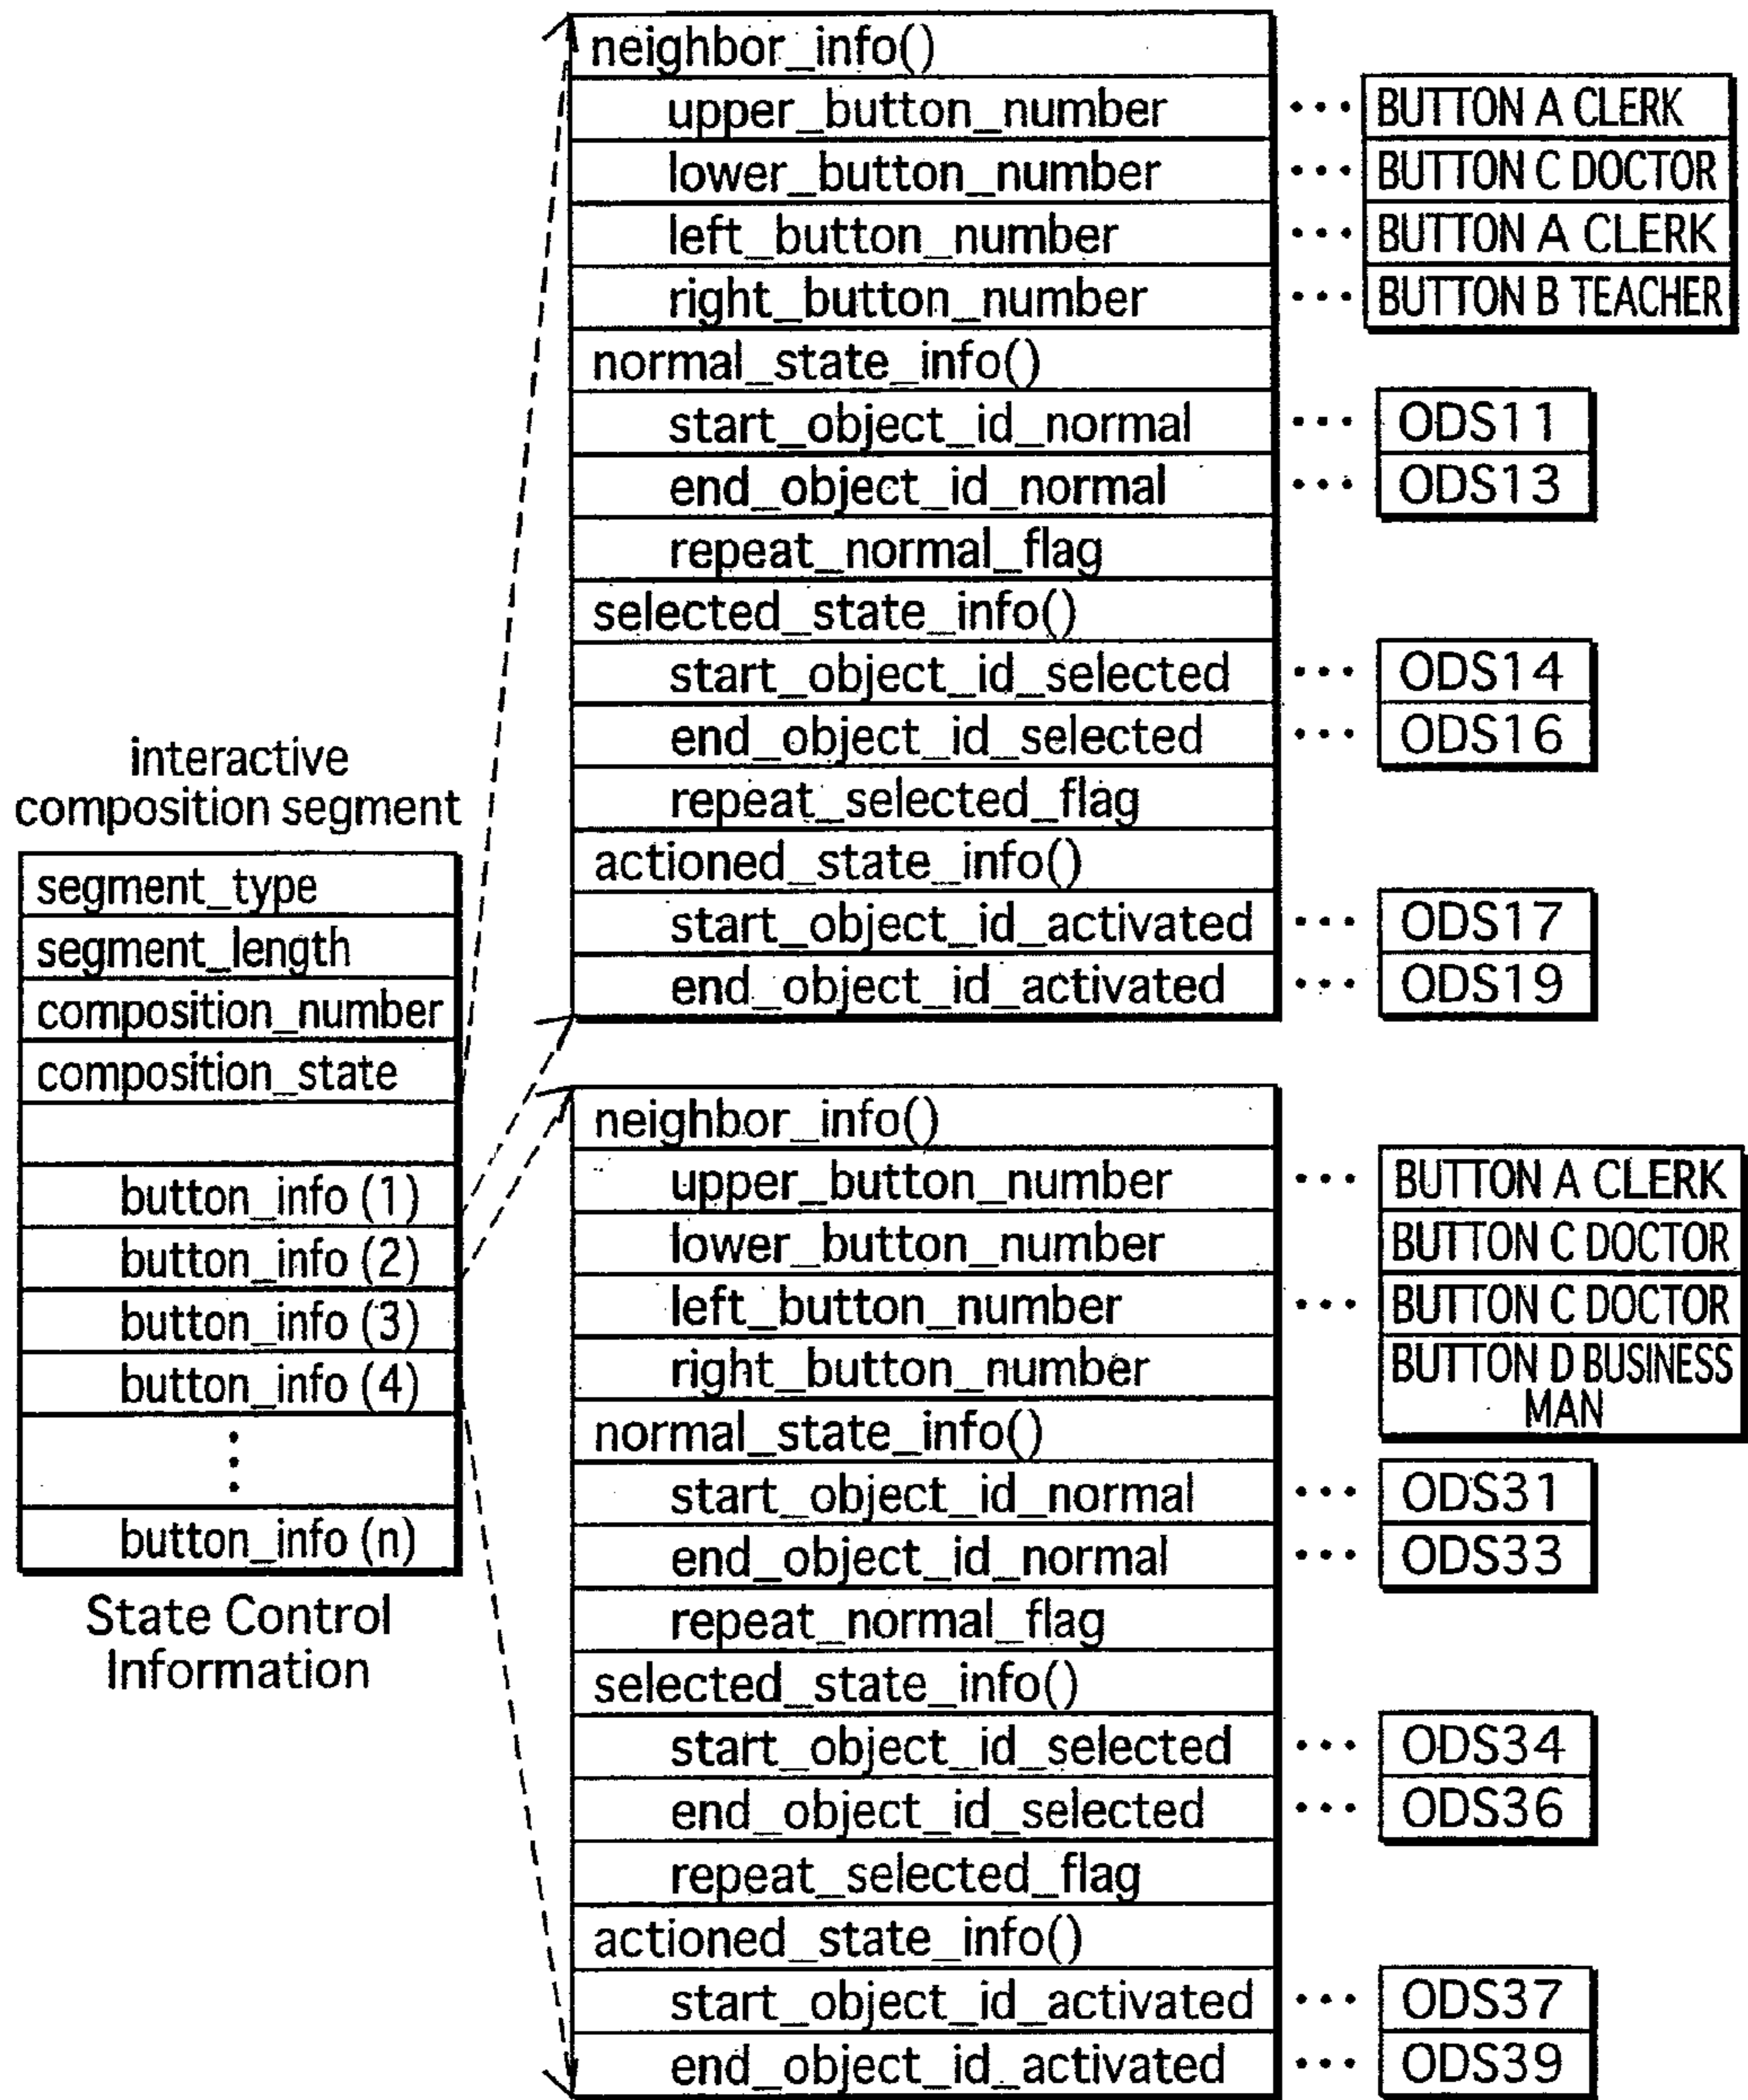 interactive
composition segment
segment_type
segment_length
composition_number
composition_state
button_info (1)
button_info (2)
button_info (3)
button_info (4)
button_info (n)
State Control
Information
neighbor_info()
upper_button_number ... BUTTON A CLERK
lower_button_number ... BUTTON C DOCTOR
left_button_number ... BUTTON A CLERK
right_button_number ... BUTTON B TEACHER
normal_state_info()
start_object_id_normal ... ODS11
end_object_id_normal ... ODS13
repeat_normal_flag
selected_state_info()
start_object_id_selected ... ODS14
end_object_id_selected ... ODS16
repeat_selected_flag
actioned_state_info()
start_object_id_activated ... ODS17
end_object_id_activated ... ODS19
neighbor_info()
upper_button_number ... BUTTON A CLERK
lower_button_number BUTTON C DOCTOR
left_button_number ... BUTTON C DOCTOR
right_button_number BUTTON D BUSINESS
MAN
normal_state_info()
start_object_id_normal ... ODS31
end_object_id_normal ... ODS33
repeat_normal_flag
selected_state_info()
start_object_id_selected ... ODS34
end_object_id_selected ... ODS36
repeat_selected_flag
actioned_state_info()
start_object_id_activated ... ODS37
end_object_id_activated ... ODS39